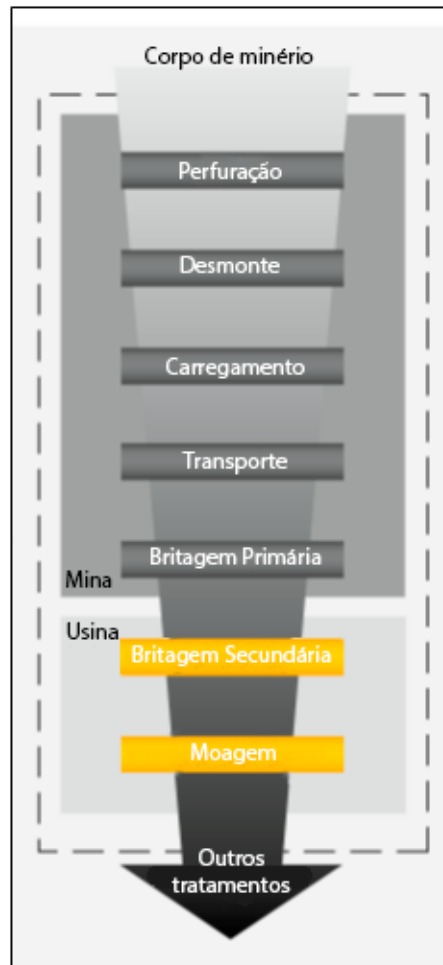 Corpo de minério
Perfuração
Desmonte
Carregamento
Transporte
Britagem Primária
Mina
Usina
Britagem Secundária
Moagem
Outros
tratamentos